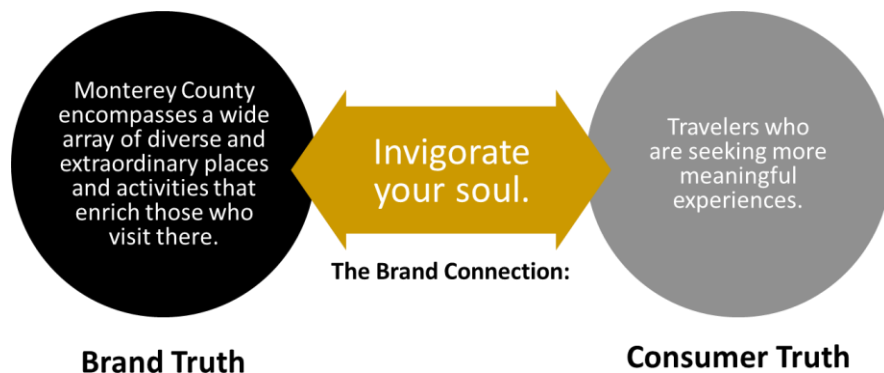 Monterey County
encompasses a wide
array of diverse and
extraordinary places
and activities that
enrich those who
visit there.
Invigorate
your soul.
Travelers who
are seeking more
meaningful
experiences.
The Brand Connection:
Brand Truth
Consumer Truth